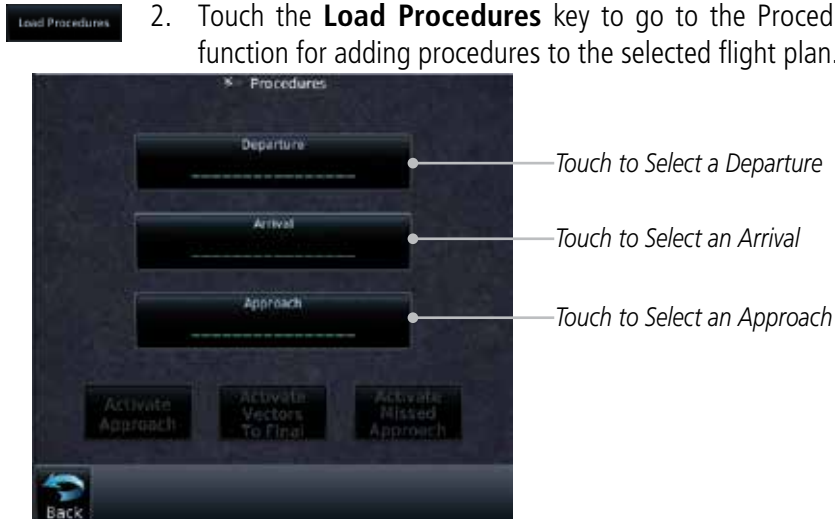 Load Procedures
2. Touch the Load Procedures key to go to the Proced
function for adding procedures to the selected flight plan.
Procedures
Departure
Touch to Select a Departure
Arrival
Touch to Select an Arrival
Approach
Touch to Select an Approach
Activate
Approach
Activate
Vectors
To Final
Activate
Missed
Approach
Back